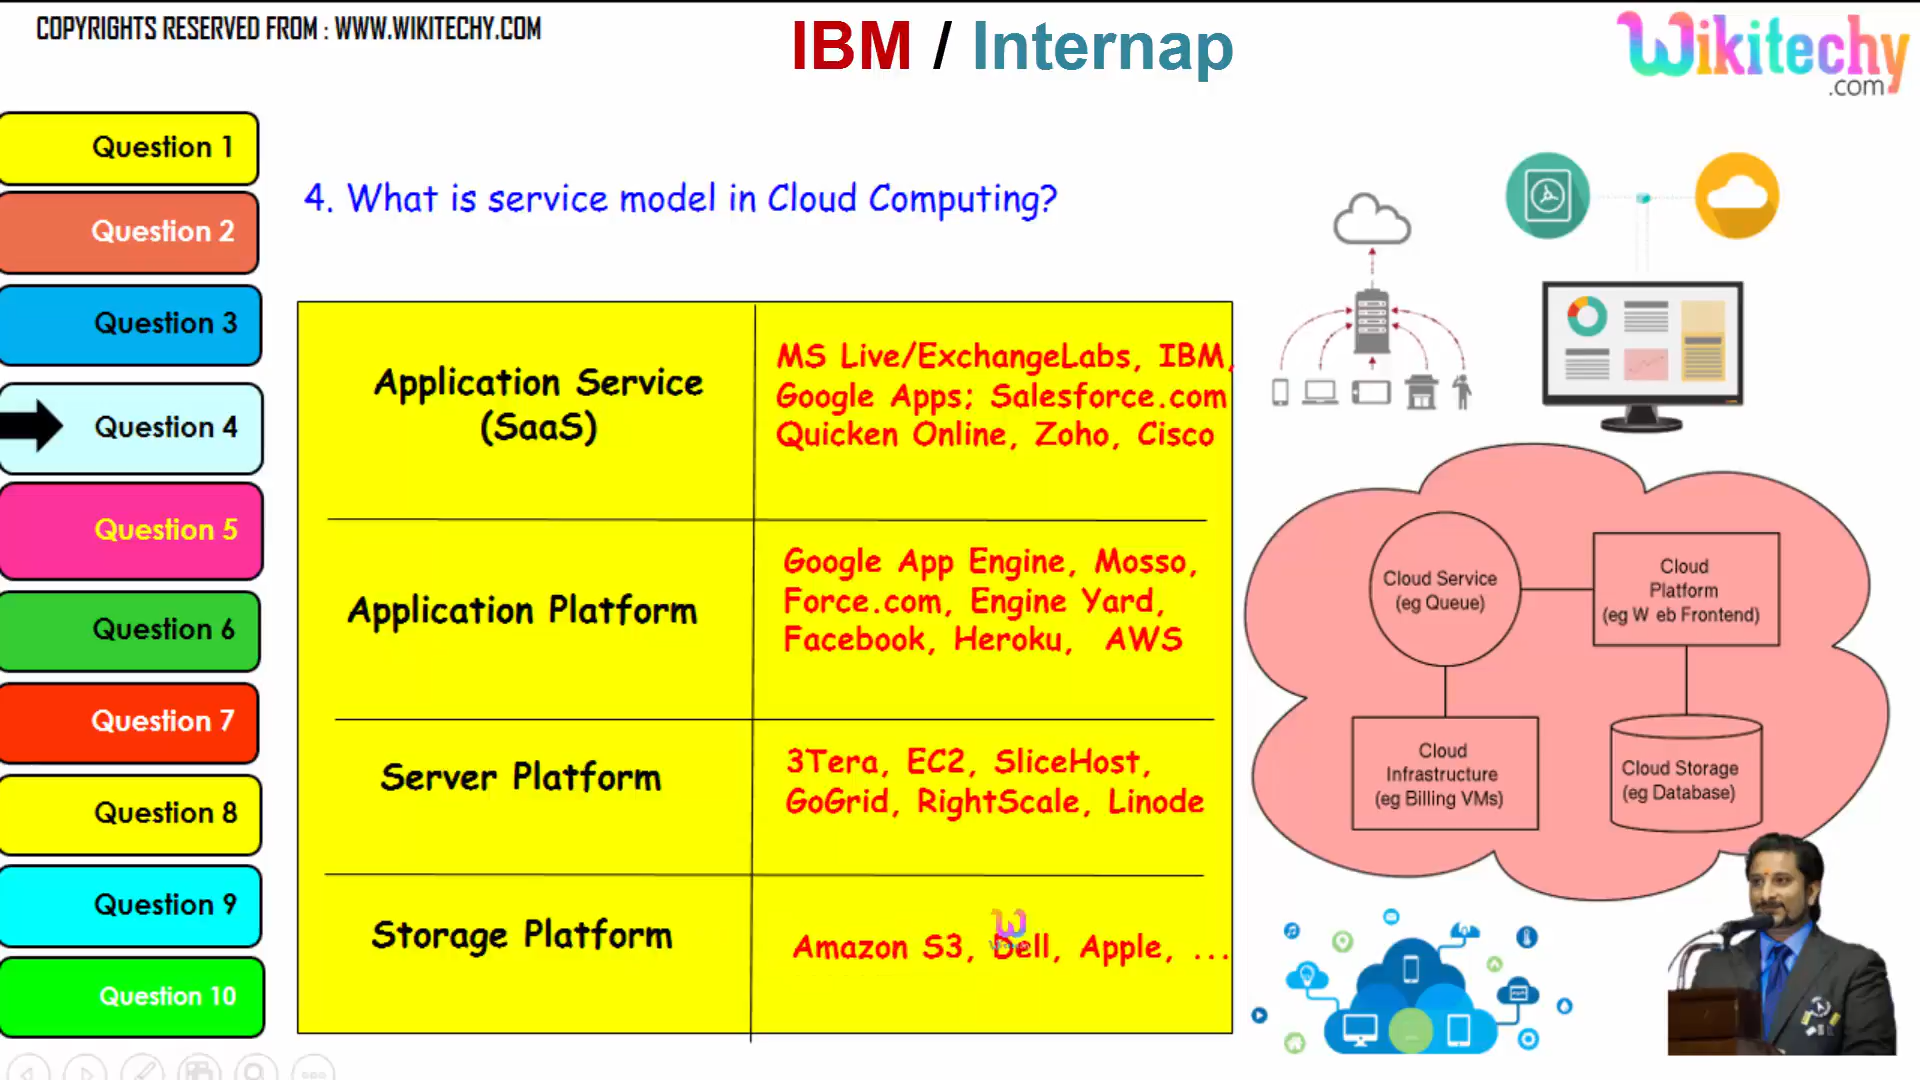 COPYRIGHTS RESERVED FROM : WWW.WIKITECHY.COM
IBM / Internap
Wikitechy
.com
Question 1
Question 2
Question 3
Question 4
Question 5
Question 6
Question 7
Question 8
Question 9
Question 10
4. What is service model in Cloud Computing?
Application Service
(SaaS)
MS Live/ExchangeLabs, IBM,
Google Apps; Salesforce.com
Quicken Online, Zoho, Cisco
Application Platform
Google App Engine, Mosso,
Force.com, Engine Yard,
Facebook, Heroku, AWS
Server Platform
3Tera, EC2, SliceHost,
GoGrid, RightScale, Linode
Storage Platform
Amazon S3, Dell, Apple, ...
Cloud Service
(eg Queue)
Cloud
Platform
(eg W eb Frontend)
Cloud
Infrastructure
(eg Billing VMs)
Cloud Storage
(eg Database)